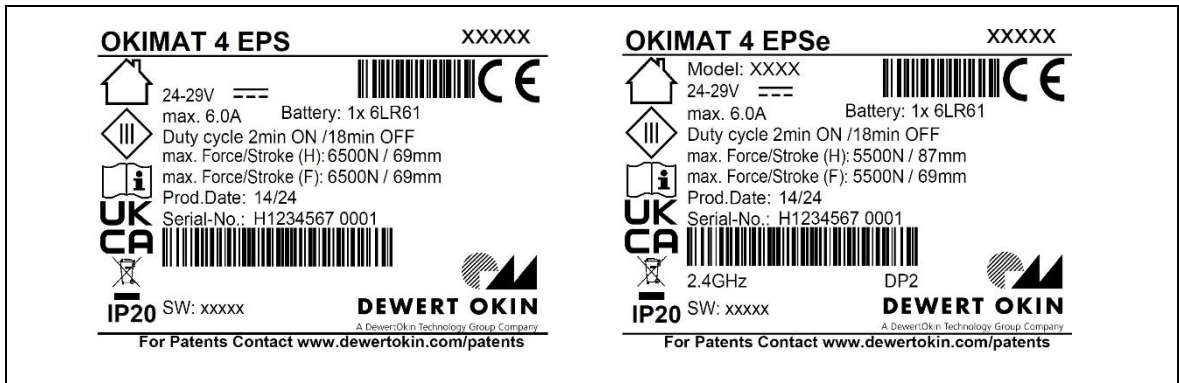 OKIMAT 4 EPS XXXXX
24-29V
max. 6.0A Battery: 1x 6LR61
Duty cycle 2min ON /18min OFF
max. Force/Stroke (H): 6500N / 69mm
max. Force/Stroke (F): 6500N / 69mm
Prod.Date: 14/24
Serial-No.: H1234567 0001
UK
CA
IP20 SW: xxxxx
DEWERT OKIN
A DewertOkin Technology Group Company
For Patents Contact www.dewertokin.com/patents
OKIMAT 4 EPSe XXXXX
Model: XXXX
CE
24-29V
max. 6.0A Battery: 1x 6LR61
Duty cycle 2min ON /18min OFF
max. Force/Stroke (H): 5500N / 87mm
max. Force/Stroke (F): 5500N / 69mm
Prod.Date: 14/24
Serial-No.: H1234567 0001
UK
CA
2.4GHz DP2
IP20 SW: xxxxx
DEWERT OKIN
A DewertOkin Technology Group Company
For Patents Contact www.dewertokin.com/patents